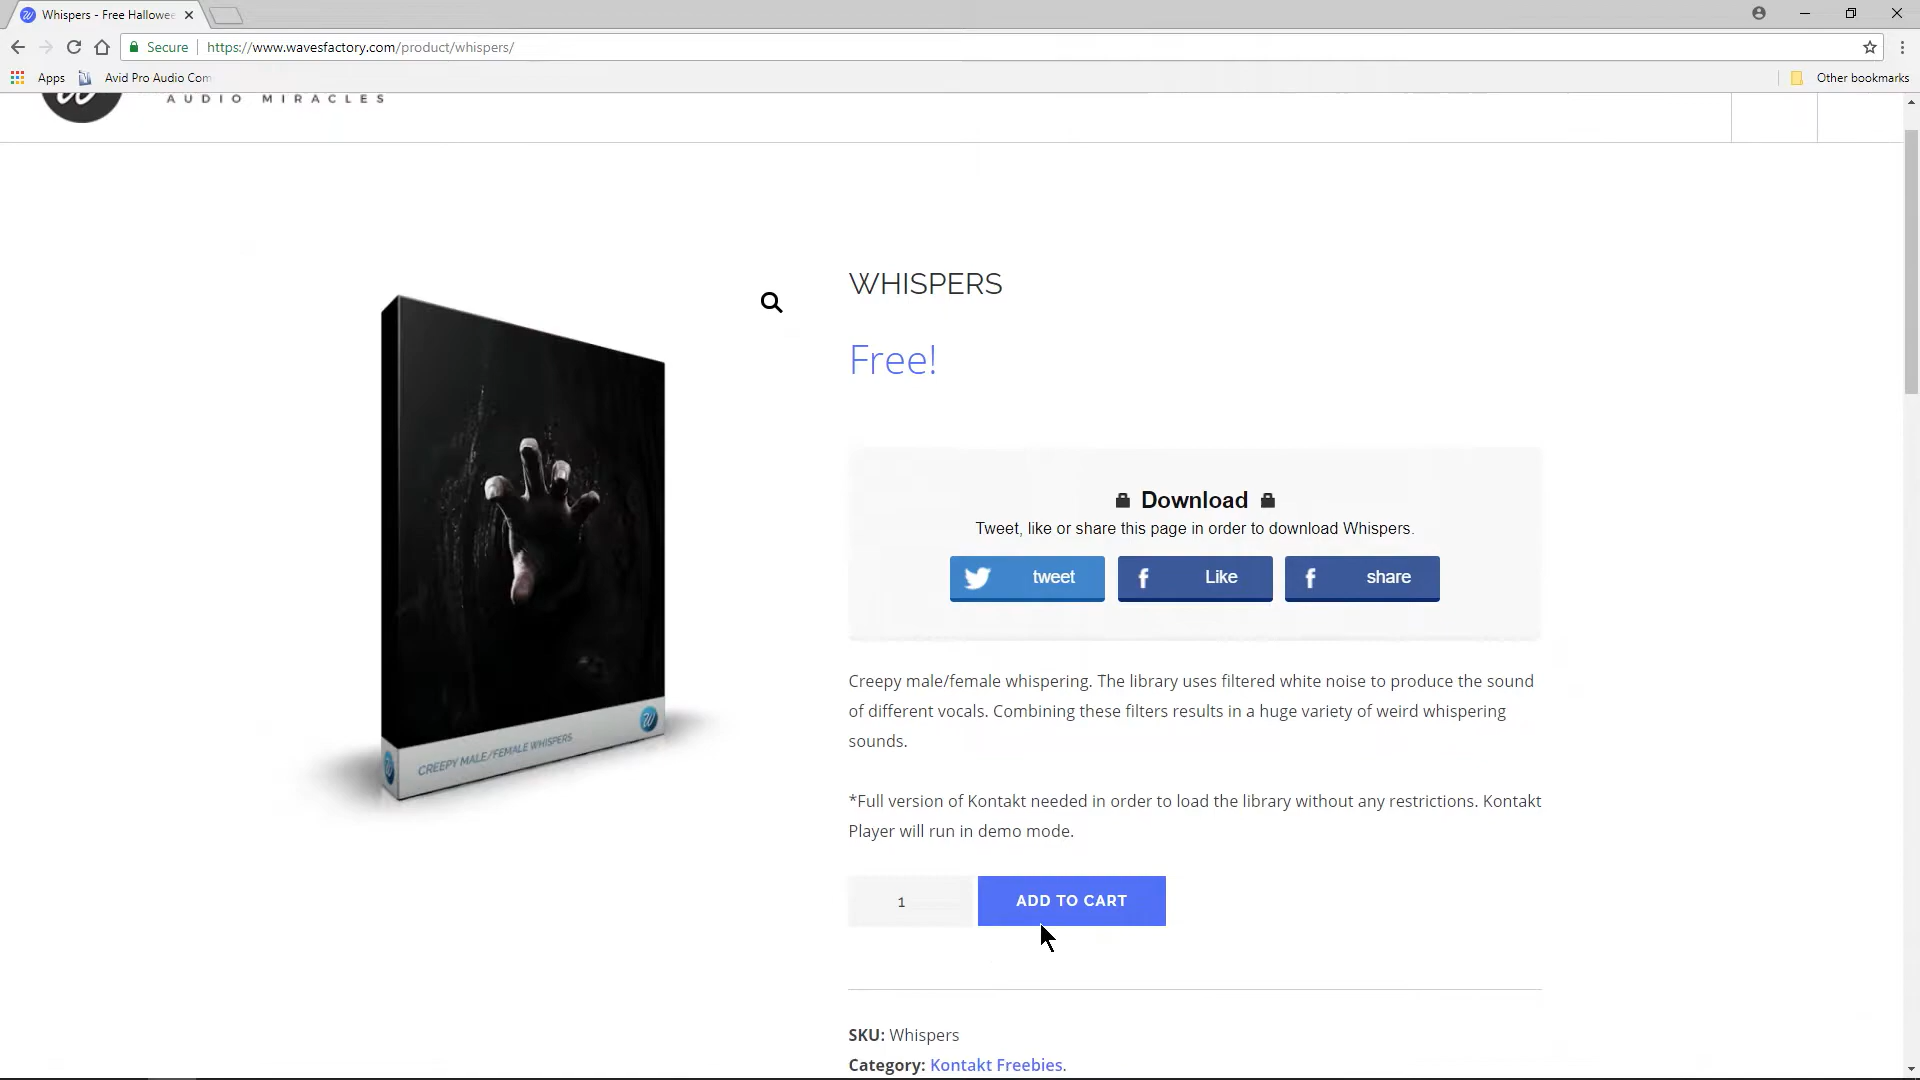 Whispers - Free Hallowee
Secure
https://www.wavesfactory.com/product/whispers/
Apps
Avid Pro Audio Com
Other bookmarks
AUDIO MIRACLES
WHISPERS
Free!
Download
Tweet, like or share this page in order to download Whispers.
tweet
Like
share
Creepy male/female whispering. The library uses filtered white noise to produce the sound
of different vocals. Combining these filters results in a huge variety of weird whispering
sounds.
*Full version of Kontakt needed in order to load the library without any restrictions. Kontakt
Player will run in demo mode.
CREEPY MALE/FEMALE WHISPERS
1
ADD TO CART
SKU: Whispers
Category: Kontakt Freebies.